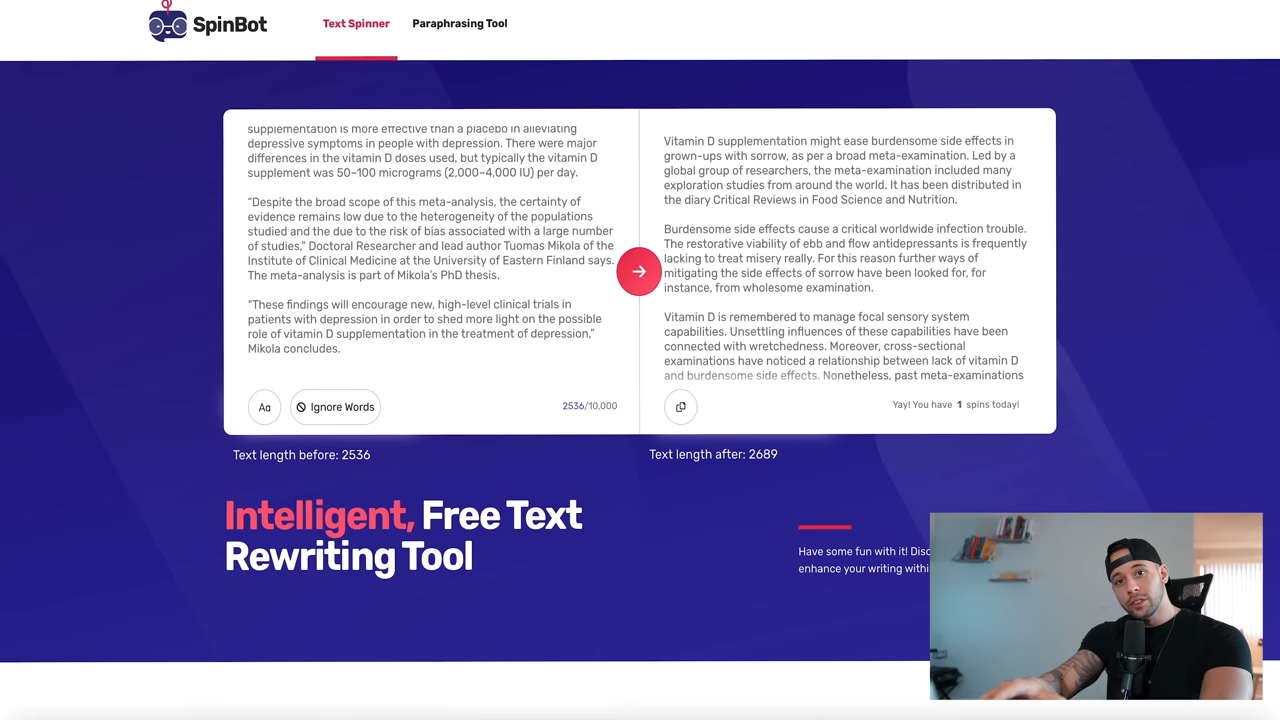 SpinBot
Text Spinner
Paraphrasing Tool
supplementation is more effective than a placebo in alleviating
depressive symptoms in people with depression. There were major
differences in the vitamin D doses used, but typically the vitamin D
supplement was 50–100 micrograms (2,000–4,000 IU) per day.
“Despite the broad scope of this meta-analysis, the certainty of
evidence remains low due to the heterogeneity of the populations
studied and the due to the risk of bias associated with a large number
of studies,” Doctoral Researcher and lead author Tuomas Mikola of the
Institute of Clinical Medicine at the University of Eastern Finland says.
The meta-analysis is part of Mikola’s PhD thesis.
“These findings will encourage new, high-level clinical trials in
patients with depression in order to shed more light on the possible
role of vitamin D supplementation in the treatment of depression,”
Mikola concludes.
Aa
Ignore Words
2536/10,000
Vitamin D supplementation might ease burdensome side effects in
grown-ups with sorrow, as per a broad meta-examination. Led by a
global group of researchers, the meta-examination included many
exploration studies from around the world. It has been distributed in
the diary Critical Reviews in Food Science and Nutrition.
Burdensome side effects cause a critical worldwide infection trouble.
The restorative viability of ebb and flow antidepressants is frequently
lacking to treat misery really. For this reason further ways of
mitigating the side effects of sorrow have been looked for, for
instance, from wholesome examination.
Vitamin D is remembered to manage focal sensory system
capabilities. Unsettling influences of these capabilities have been
connected with wretchedness. Moreover, cross-sectional
examinations have noticed a relationship between lack of vitamin D
and burdensome side effects. Nonetheless, past meta-examinations
Yay! You have 1 spins today!
Text length before: 2536
Text length after: 2689
Intelligent, Free Text
Rewriting Tool
Have some fun with it! Disc
enhance your writing withi